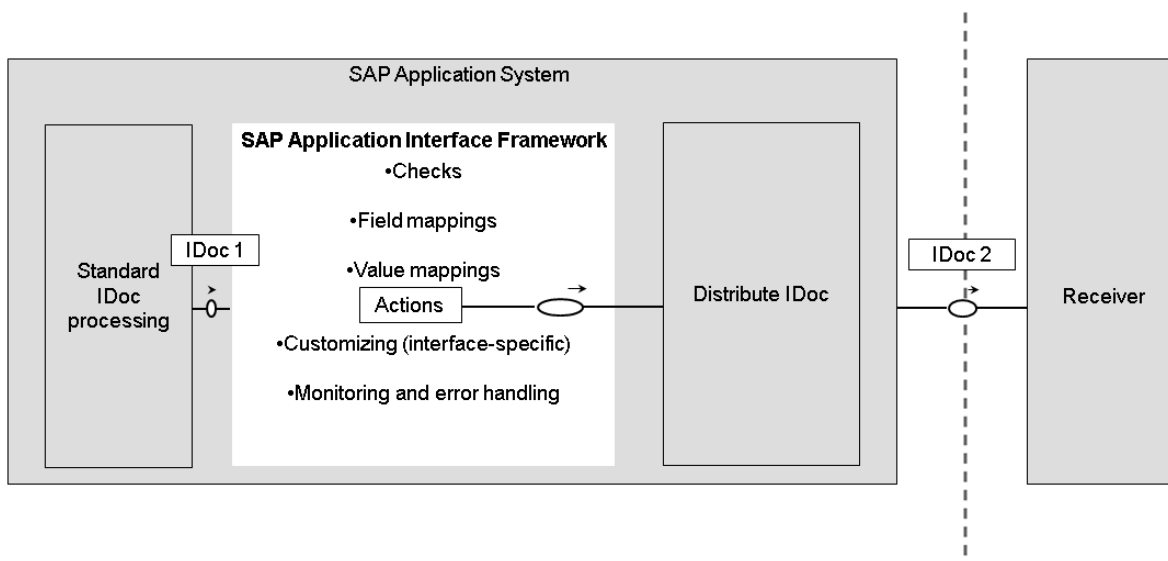 SAP Application System
SAP Application Interface Framework
•Checks
•Field mappings
•Value mappings
Actions
•Customizing (interface-specific)
•Monitoring and error handling
IDoc 1
Standard
IDoc
processing
Distribute IDoc
IDoc 2
Receiver